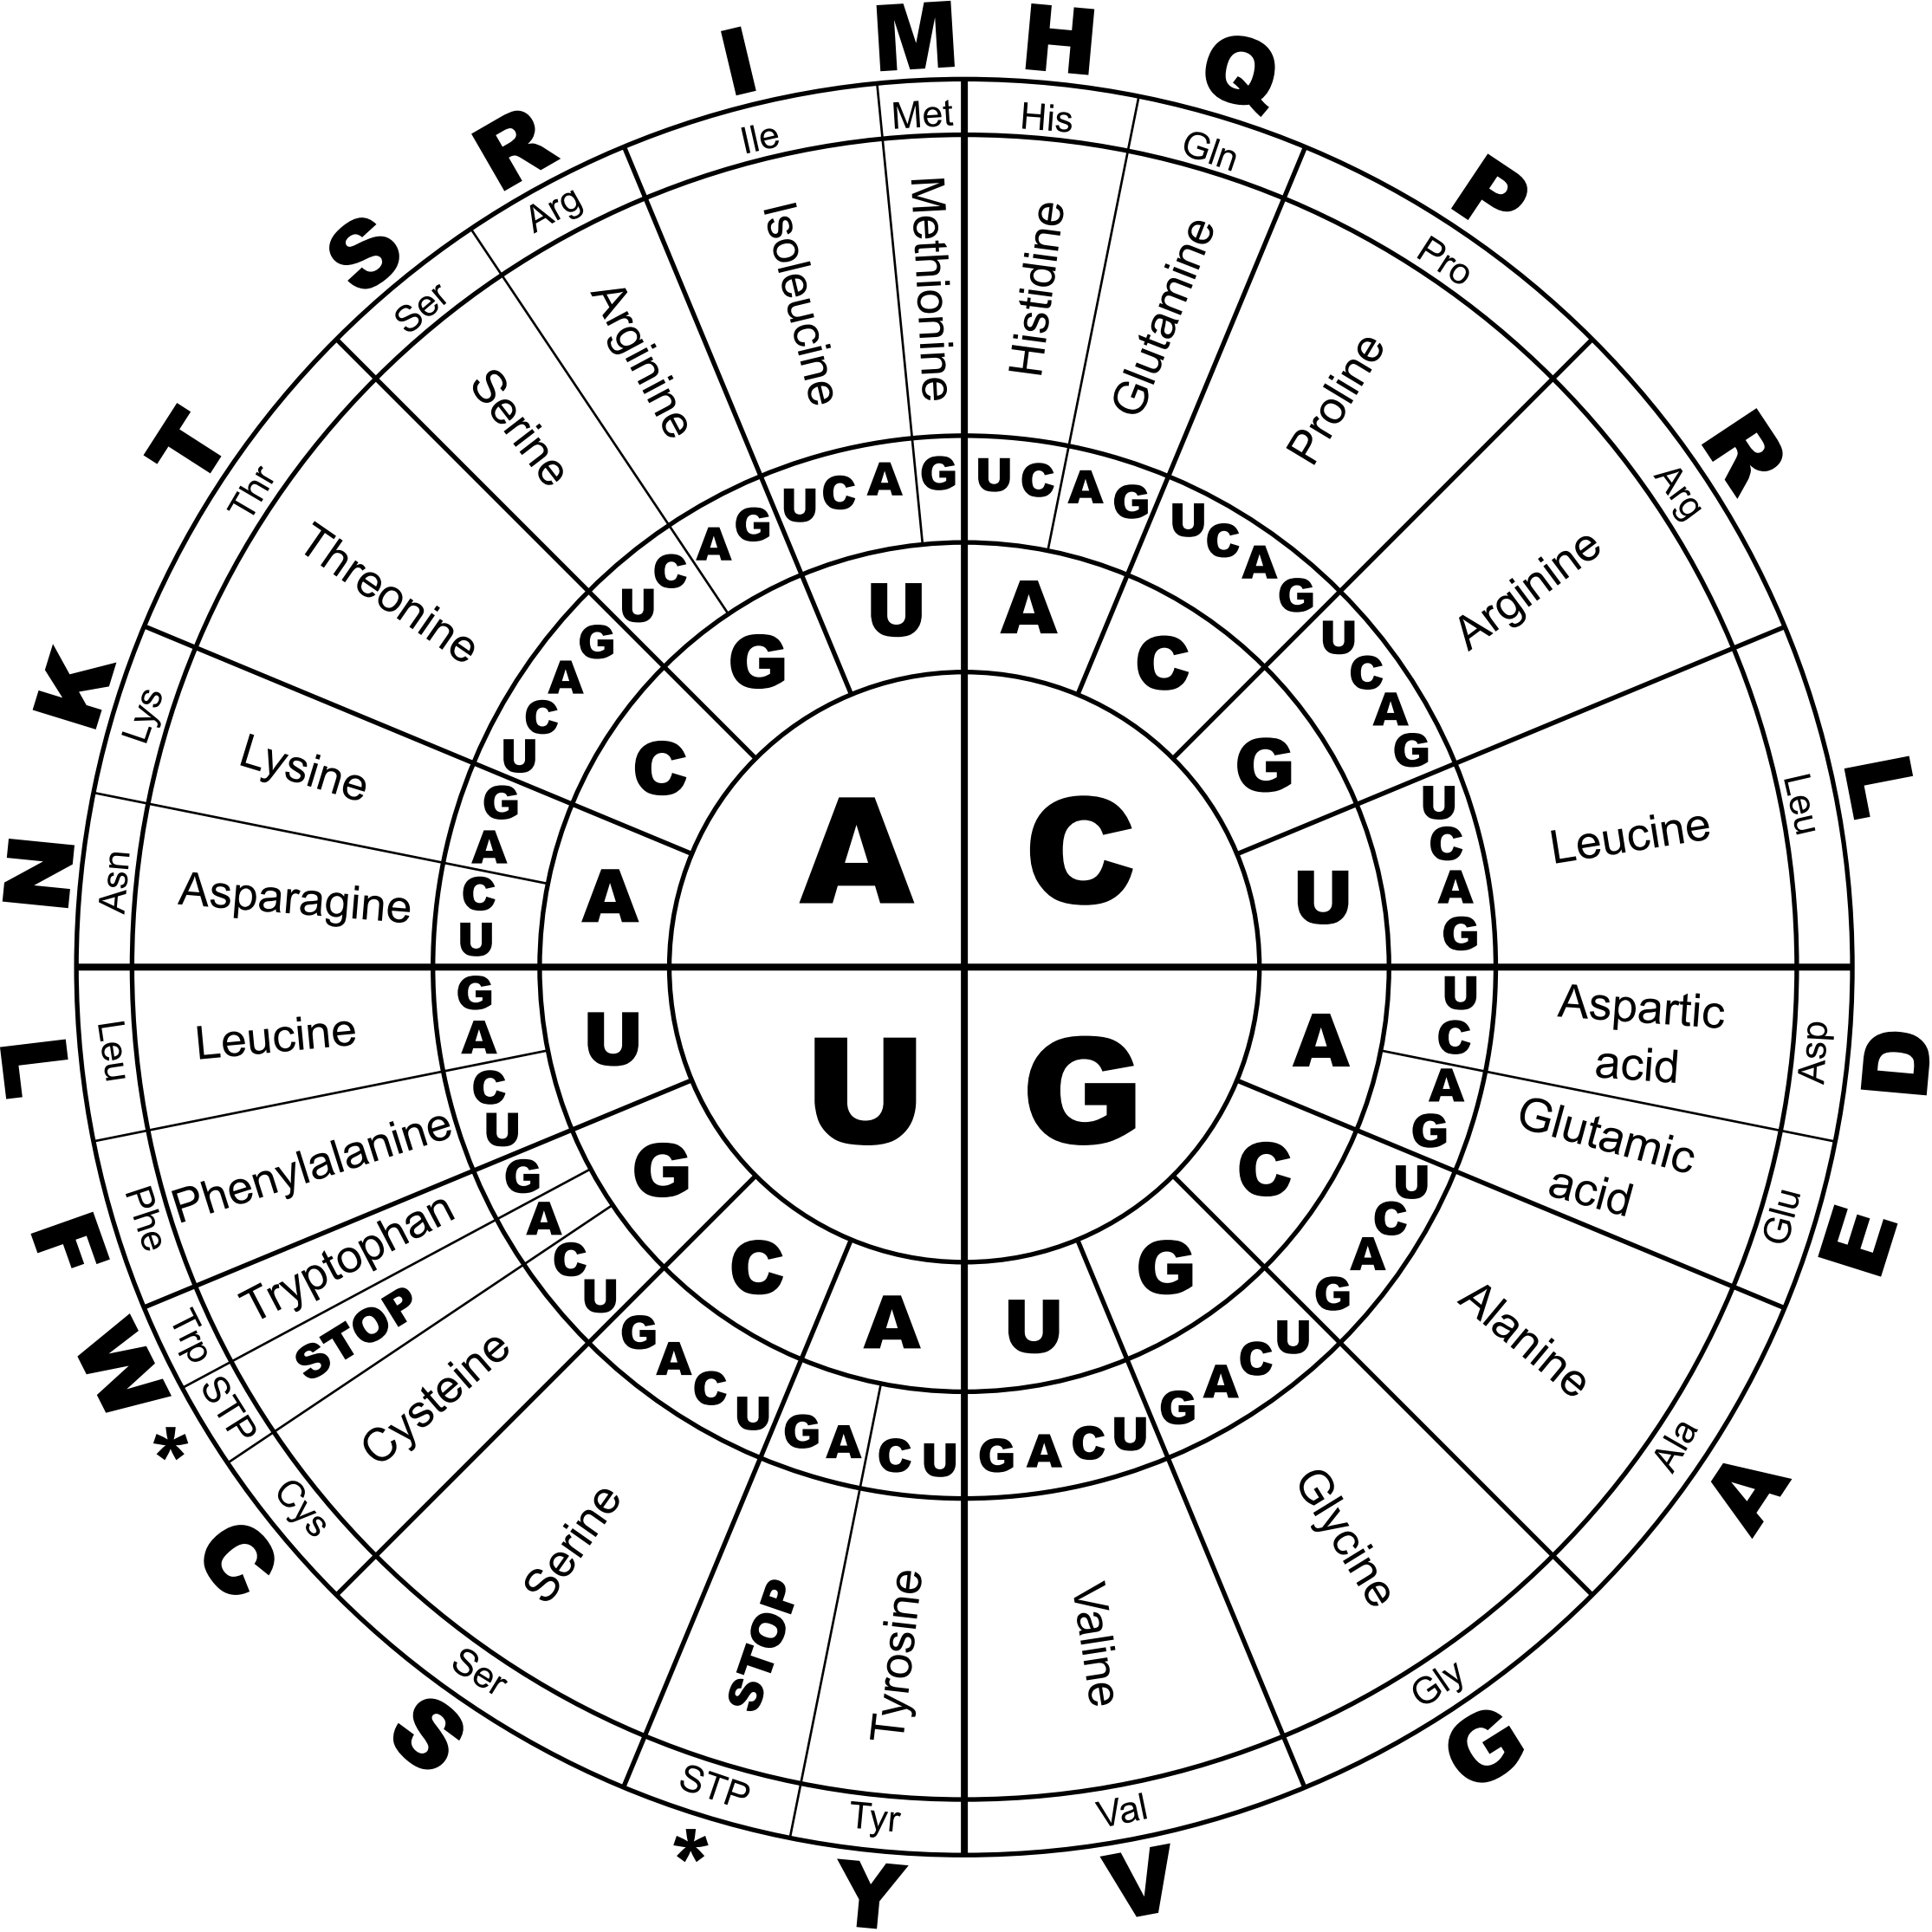 M
H
Q
P
R
L
D
E
A
G
V
Y
*
S
C
*
W
F
L
N
K
T
S
R
I
Met
His
Gln
Pro
Arg
Leu
Asp
Glu
Ala
Gly
Val
Tyr
STP
Ser
Cys
STP
Trp
Phe
Leu
Asn
Lys
Thr
Ser
Arg
Ile
Methionine
Histidine
Glutamine
Proline
Arginine
Leucine
Aspartic
acid
Glutamic
acid
Alanine
Glycine
Valine
Tyrosine
STOP
Serine
Cysteine
STOP
Tryptophan
Phenylalanine
Leucine
Asparagine
Lysine
Threonine
Serine
Arginine
Isoleucine
U C A G
U C A G
U C A G
U C A G
U C A G
U C A G
U C A G
G A C U
U C A G
U C A G
U C A G
U C A G
U C A G
G A C U
U C A G
U C A G
A C G U
A C G U
U G C A
A C G U
A C
U G